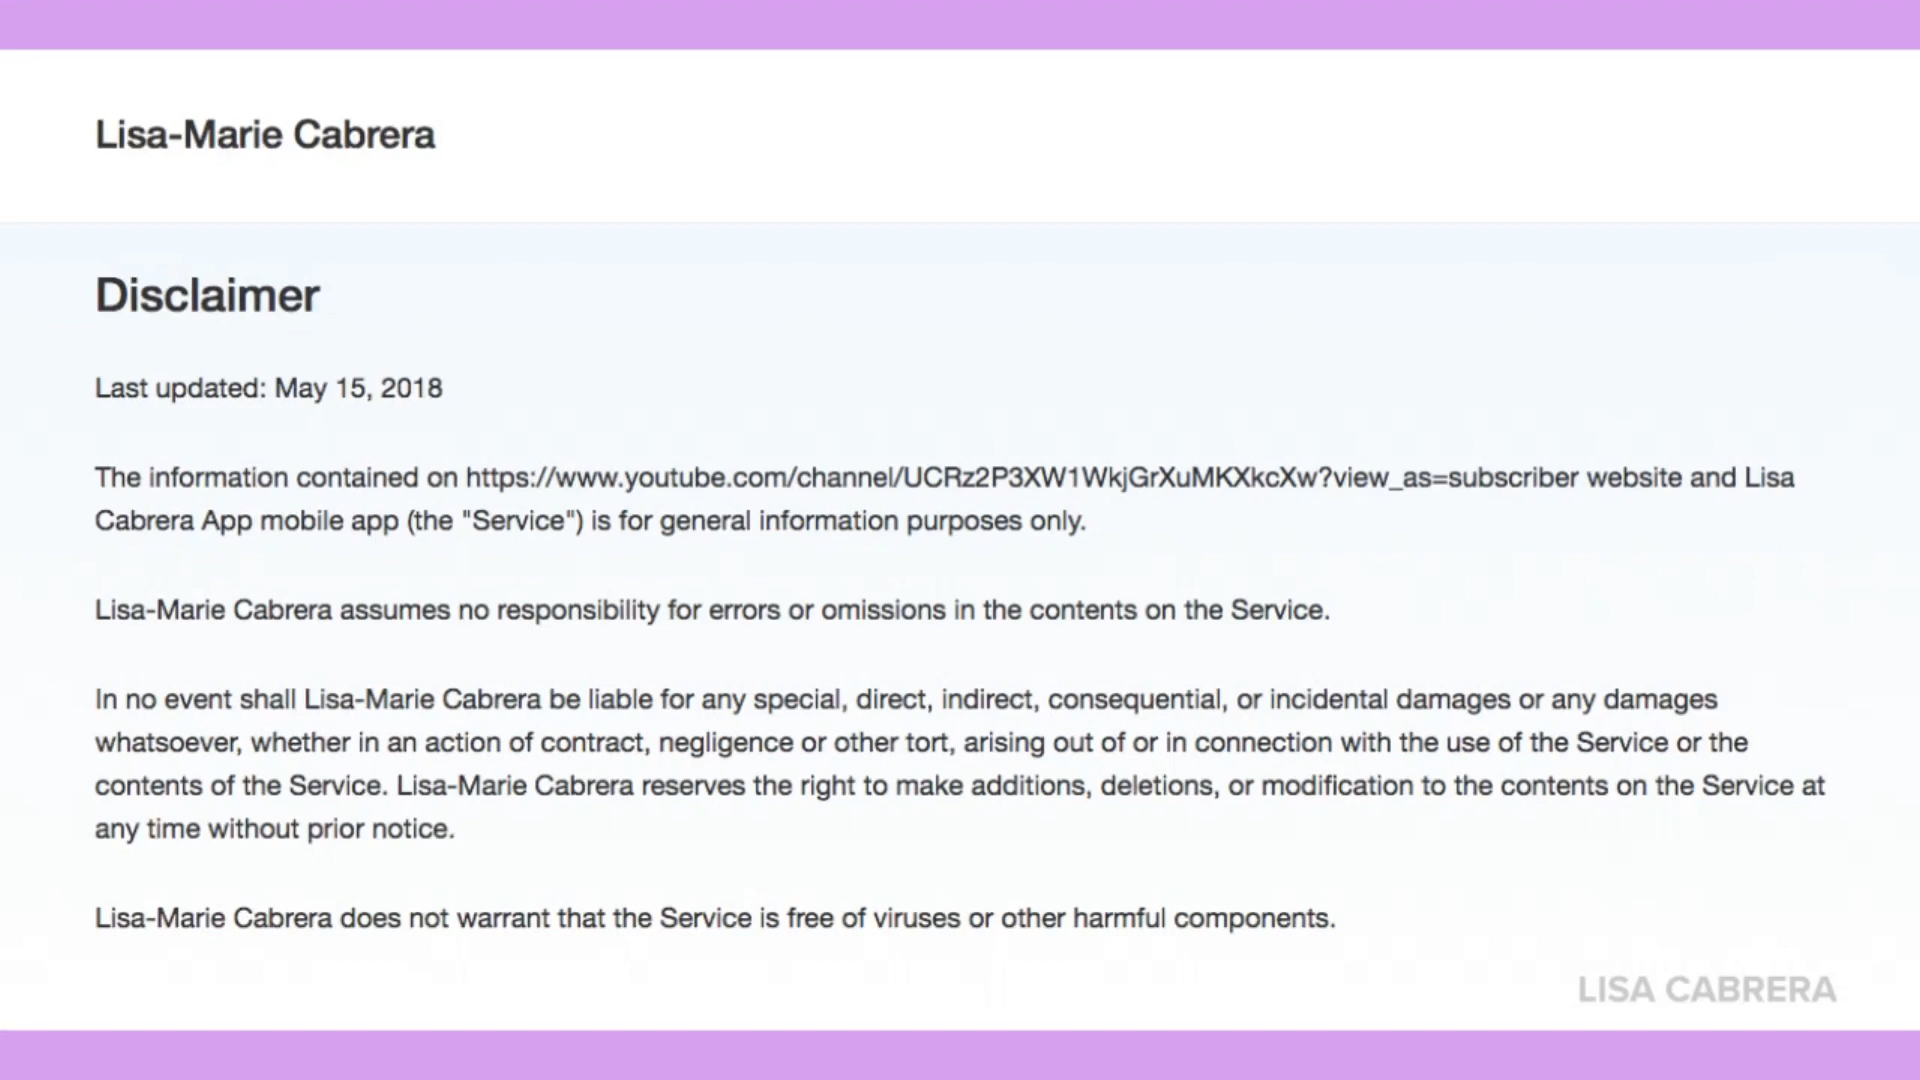 Lisa-Marie Cabrera
Disclaimer
Last updated: May 15, 2018
The information contained on https://www.youtube.com/channel/UCRz2P3XW1WkjGrXuMKXkcXw?view_as=subscriber website and Lisa
Cabrera App mobile app (the "Service") is for general information purposes only.
Lisa-Marie Cabrera assumes no responsibility for errors or omissions in the contents on the Service.
In no event shall Lisa-Marie Cabrera be liable for any special, direct, indirect, consequential, or incidental damages or any damages
whatsoever, whether in an action of contract, negligence or other tort, arising out of or in connection with the use of the Service or the
contents of the Service. Lisa-Marie Cabrera reserves the right to make additions, deletions, or modification to the contents on the Service at
any time without prior notice.
Lisa-Marie Cabrera does not warrant that the Service is free of viruses or other harmful components.
LISA CABRERA